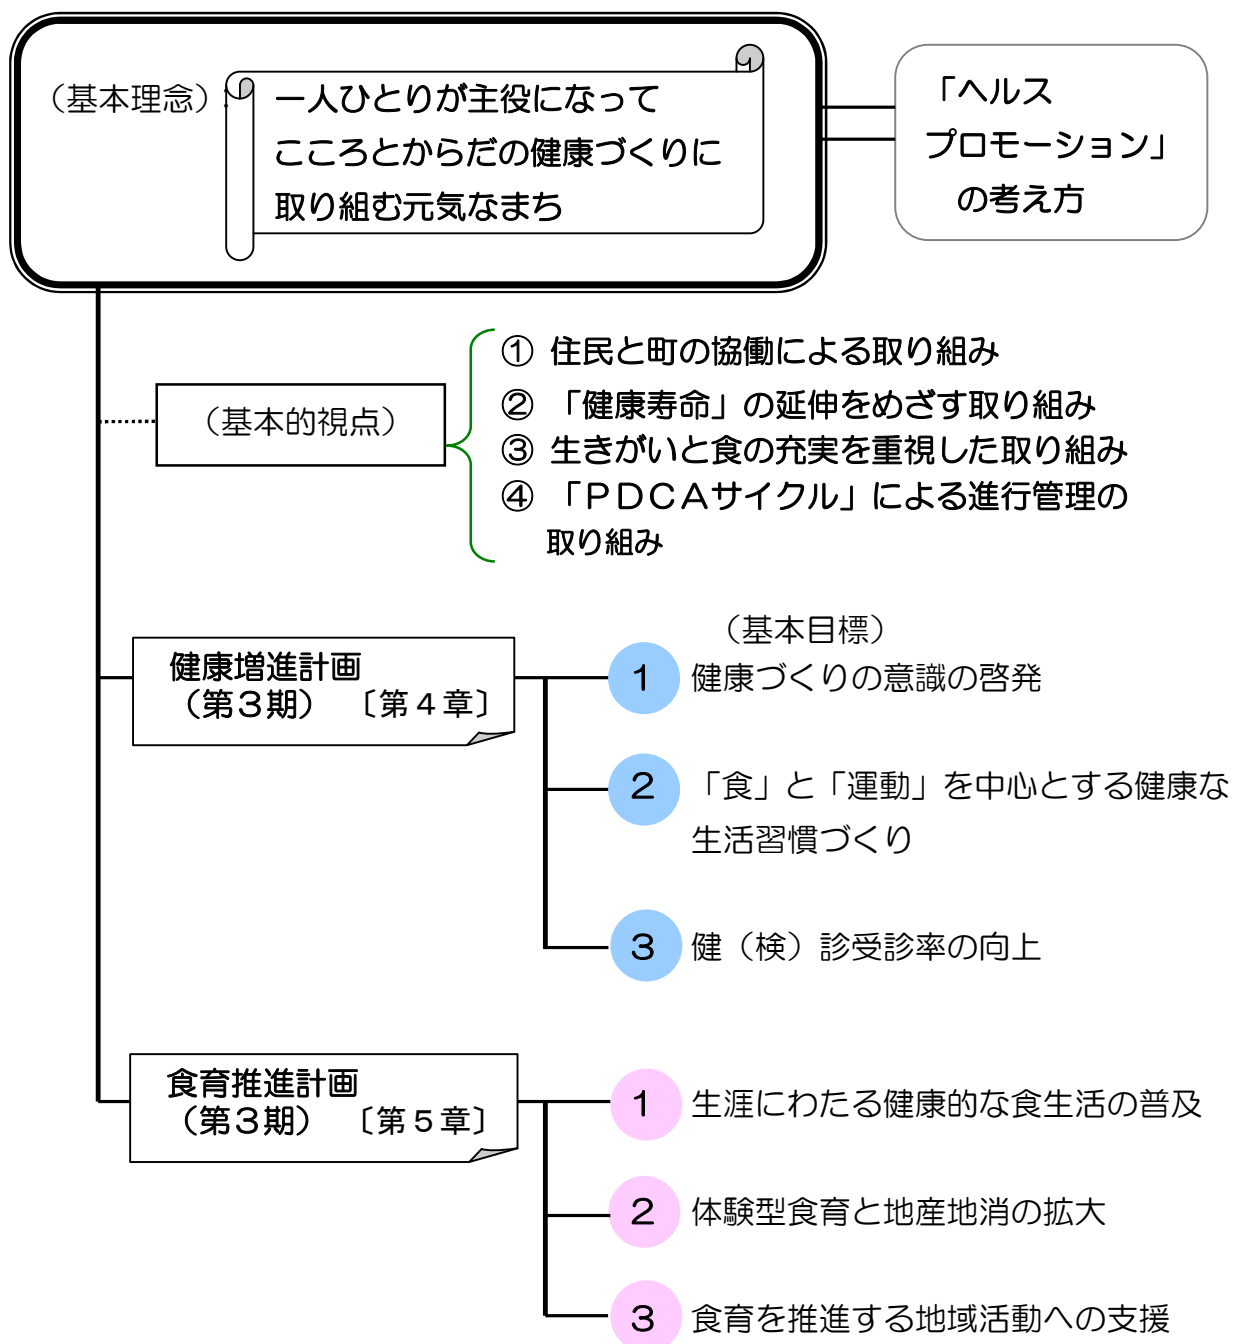 （基本理念）：
一人ひとりが主役になって
こころとからだの健康づくりに
取り組む元気なまち
「ヘルス
プロモーション」
の考え方
（基本的視点）
① 住民と町の協働による取り組み
② 「健康寿命」の延伸をめざす取り組み
③ 生きがいと食の充実を重視した取り組み
④ 「ＰＤＣＡサイクル」による進行管理の
取り組み
（基本目標）
健康増進計画
（第３期） 〔第４章〕
１ 健康づくりの意識の啓発
２ 「食」と「運動」を中心とする健康な
生活習慣づくり
３ 健（検）診受診率の向上
食育推進計画
（第３期） 〔第５章〕
１ 生涯にわたる健康的な食生活の普及
２ 体験型食育と地産地消の拡大
３ 食育を推進する地域活動への支援